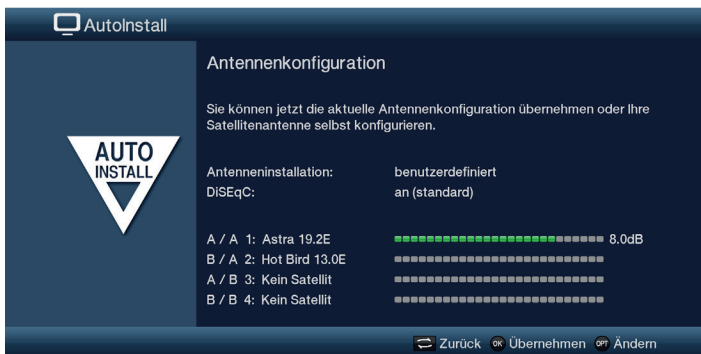 AutoInstall
Antennenkonfiguration
Sie können jetzt die aktuelle Antennenkonfiguration übernehmen oder Ihre
Satellitenantenne selbst konfigurieren.
AUTO
INSTALL
Antenneninstallation: benutzerdefiniert
DiSEqC: an (standard)
A / A 1: Astra 19.2E 8.0dB
B / A 2: Hot Bird 13.0E
A / B 3: Kein Satellit
B / B 4: Kein Satellit
Zurück OK Übernehmen OPT Ändern